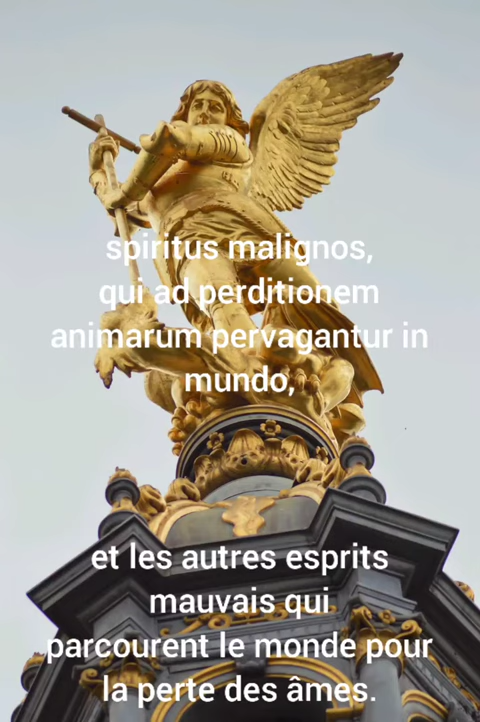 spiritus malignos,
qui ad perditionem
animarum pervagantur in
mundo,
et les autres esprits
mauvais qui
parcourent le monde pour
la perte des âmes.